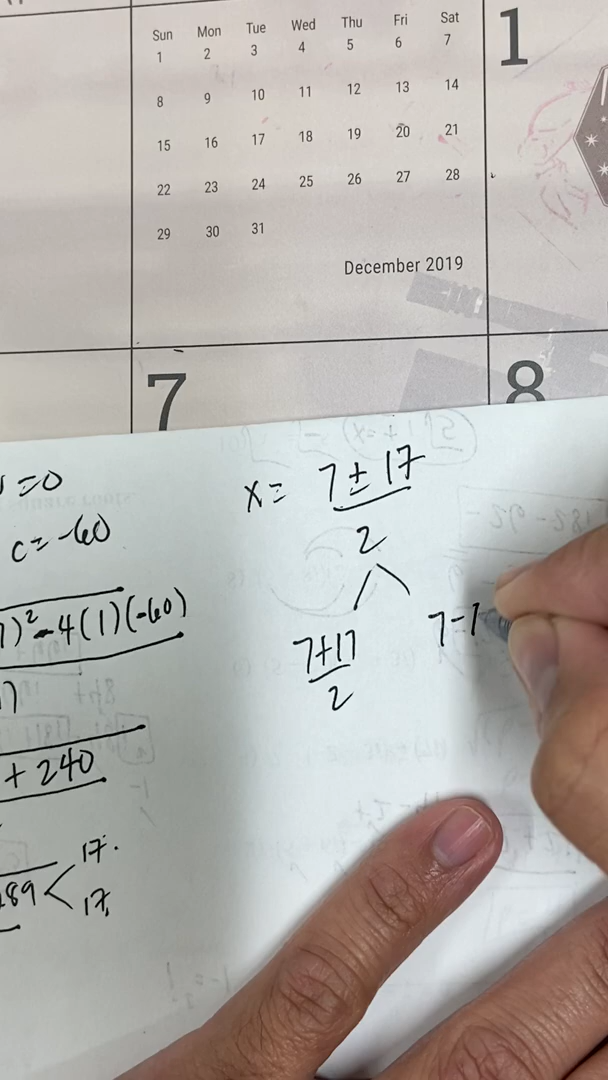 Sun Mon Tue Wed Thu Fri Sat
1 2 3 4 5 6 7
8 9 10 11 12 13 14
15 16 17 18 19 20 21
22 23 24 25 26 27 28
29 30 31
December 2019
1
7
8
=0
c=-60
x= 7±17
2
)²-4(1)(-60)
7+17
2
7-1
+ 240
89< 17.
17.